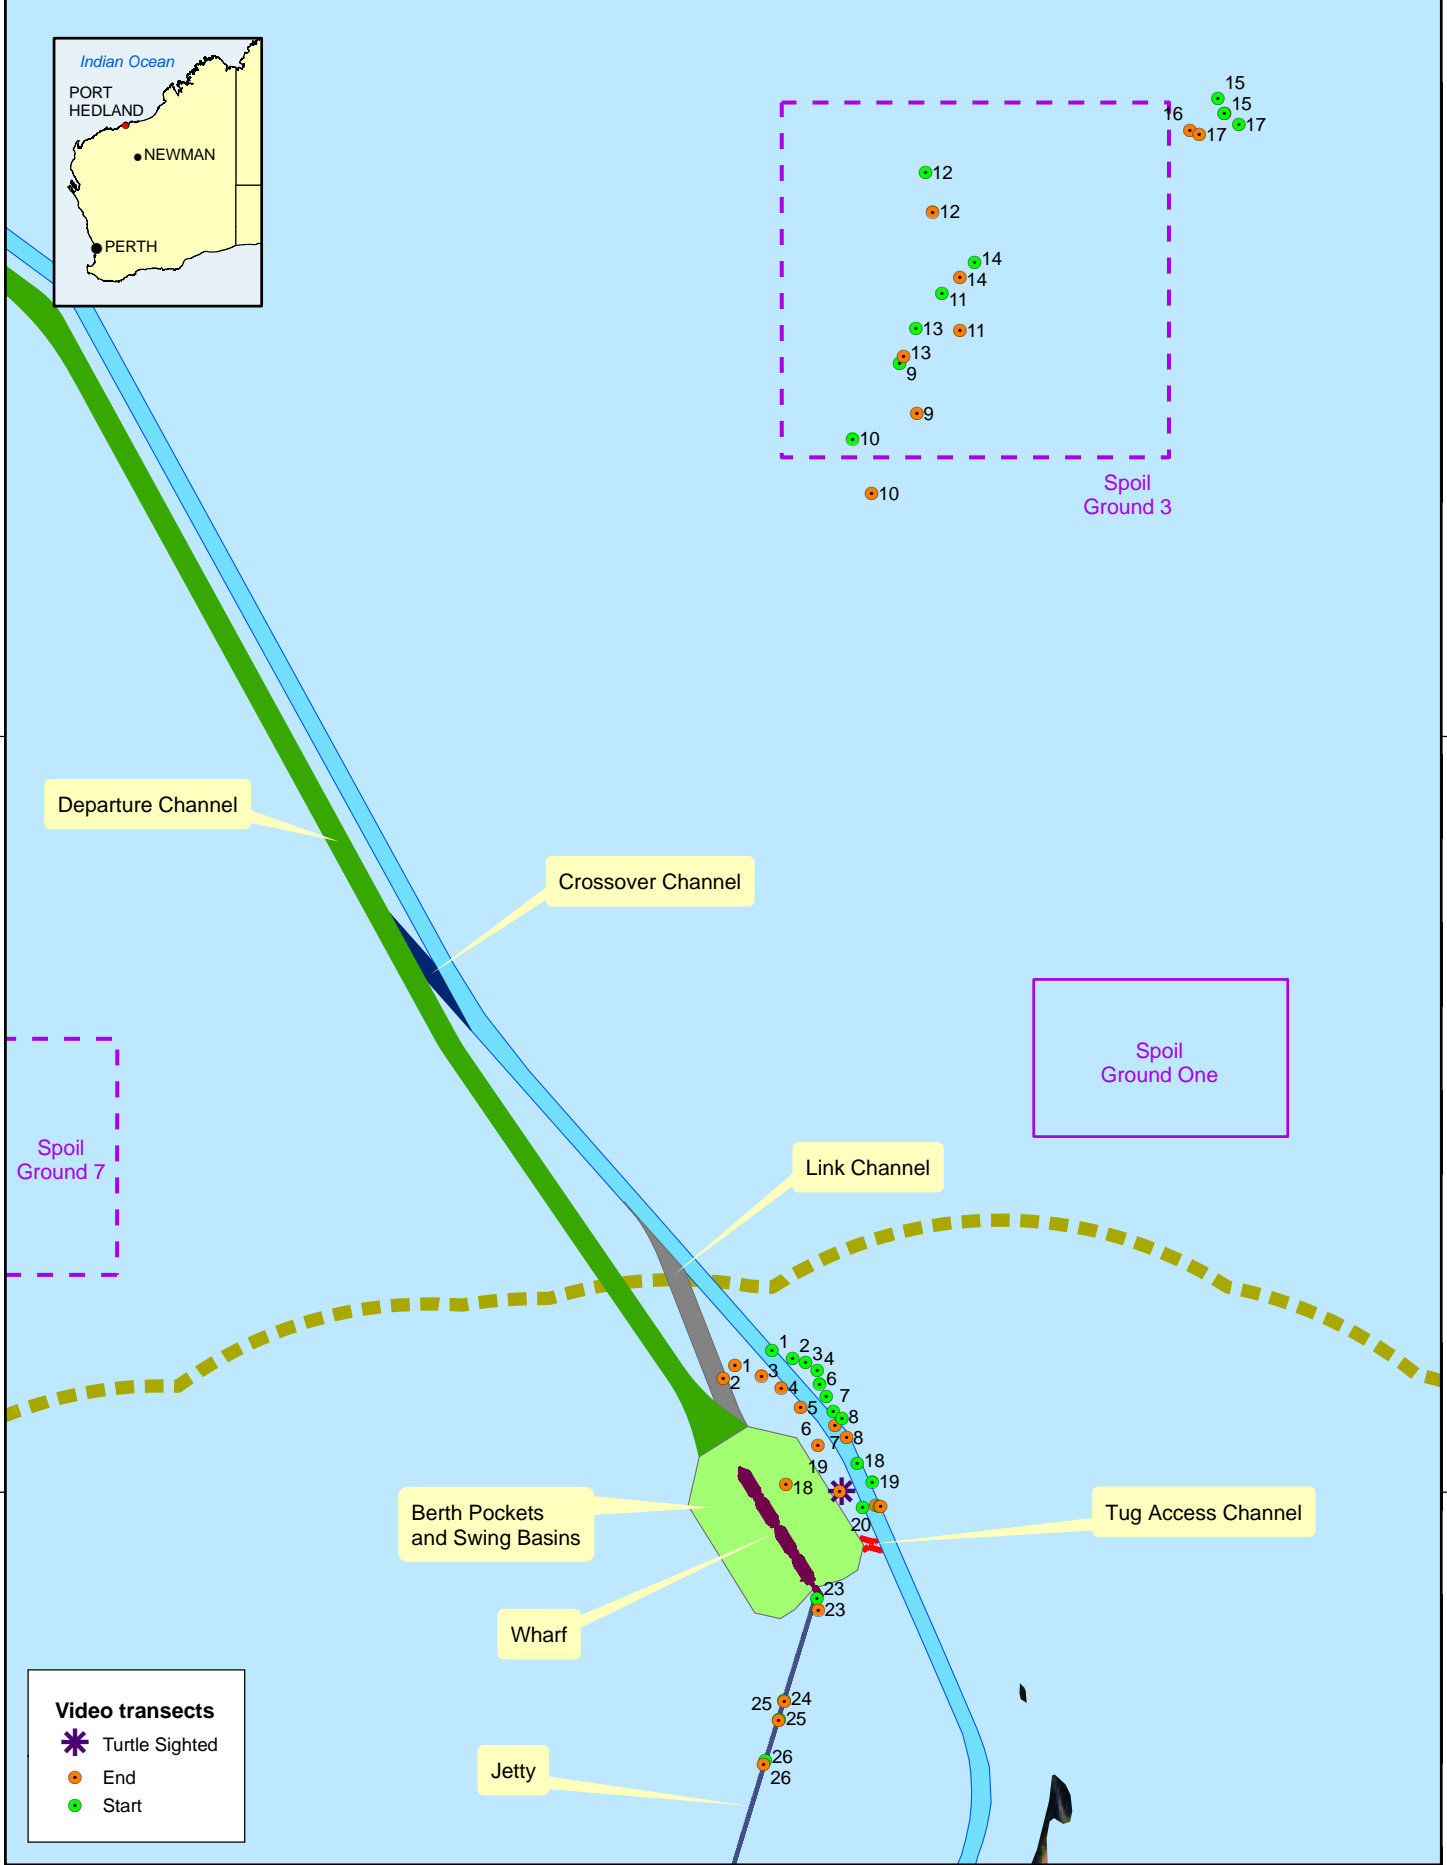 Indian Ocean
PORT
HEDLAND
NEWMAN
PERTH
15
15
16
17
17
12
12
14
14
11
13
11
13
9
9
10
10
Spoil
Ground 3
Departure Channel
Crossover Channel
Spoil
Ground One
Spoil
Ground 7
Link Channel
1
2
3
4
1
3
6
2
4
7
5
8
6
7
8
19
18
18
19
20
Berth Pockets
and Swing Basins
Tug Access Channel
23
23
Wharf
25
24
25
26
26
Jetty
Video transects
Turtle Sighted
End
Start